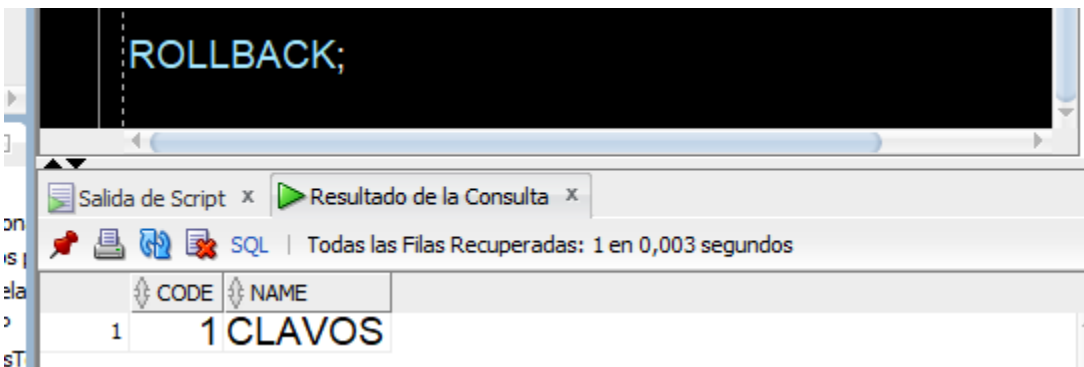 ROLLBACK;
Salida de Script x Resultado de la Consulta x
SQL | Todas las Filas Recuperadas: 1 en 0,003 segundos
CODE NAME
1 1 CLAVOS